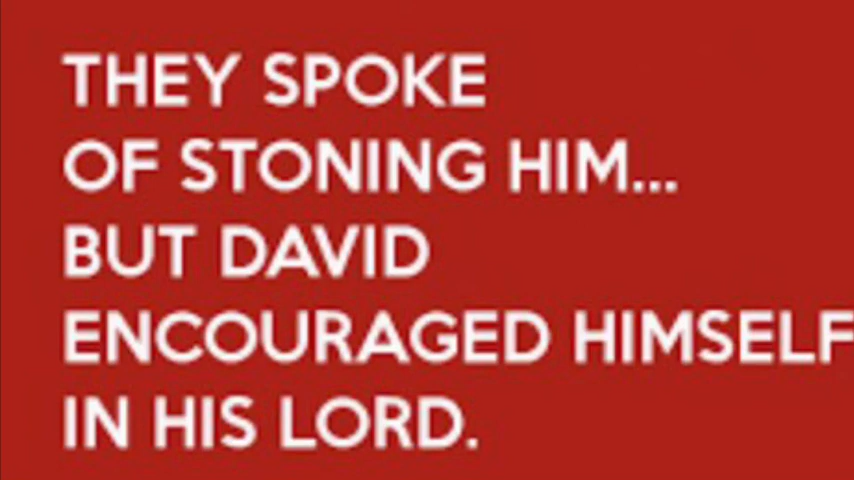 THEY SPOKE
OF STONING HIM...
BUT DAVID
ENCOURAGED HIMSELF
IN HIS LORD.